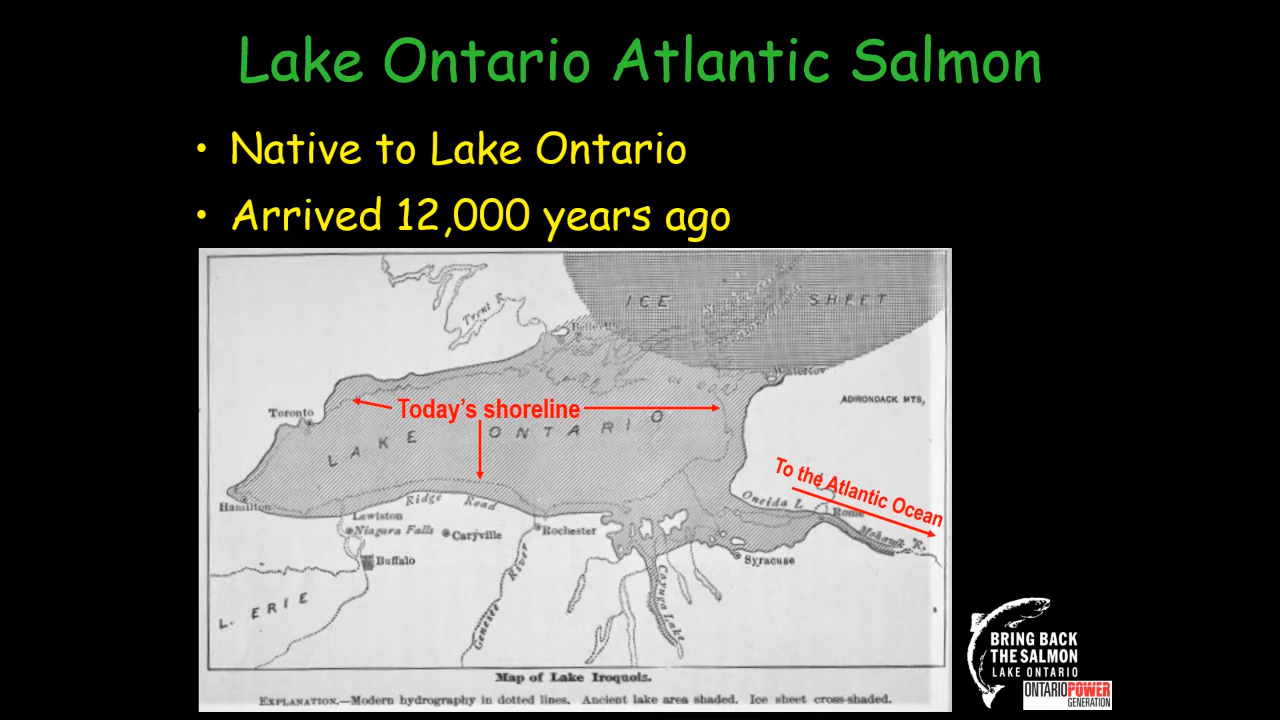 Lake Ontario Atlantic Salmon
• Native to Lake Ontario
• Arrived 12,000 years ago
ICE SHEET
Trent R.
Belleville
Watertown
ADIRONDACK MTS,
Today's shoreline
Toronto
LAKE ONTARIO
To the Atlantic Ocean
Hamilton
Ridge Road
Oneida L.
Rome
Mohawk R.
Lewiston
Niagara Falls
Caryville
Rochester
Buffalo
Syracuse
L. ERIE
Genesee River
Cayuga Lake
Map of Lake Iroquois.
EXPLANATION.—Modern hydrography in dotted lines. Ancient lake area shaded. Ice sheet cross-shaded.
BRING BACK
THE SALMON
LAKE ONTARIO
ONTARIOPOWER
GENERATION